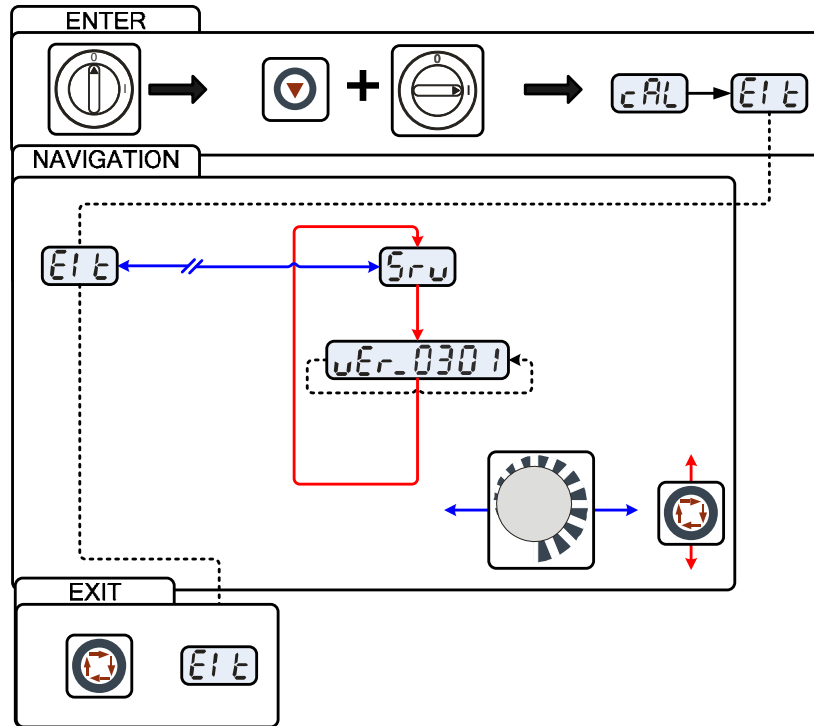 ENTER
0
I
0
I
cAL
EIt
NAVIGATION
EIt
Srv
vEr_0301
EXIT
EIt